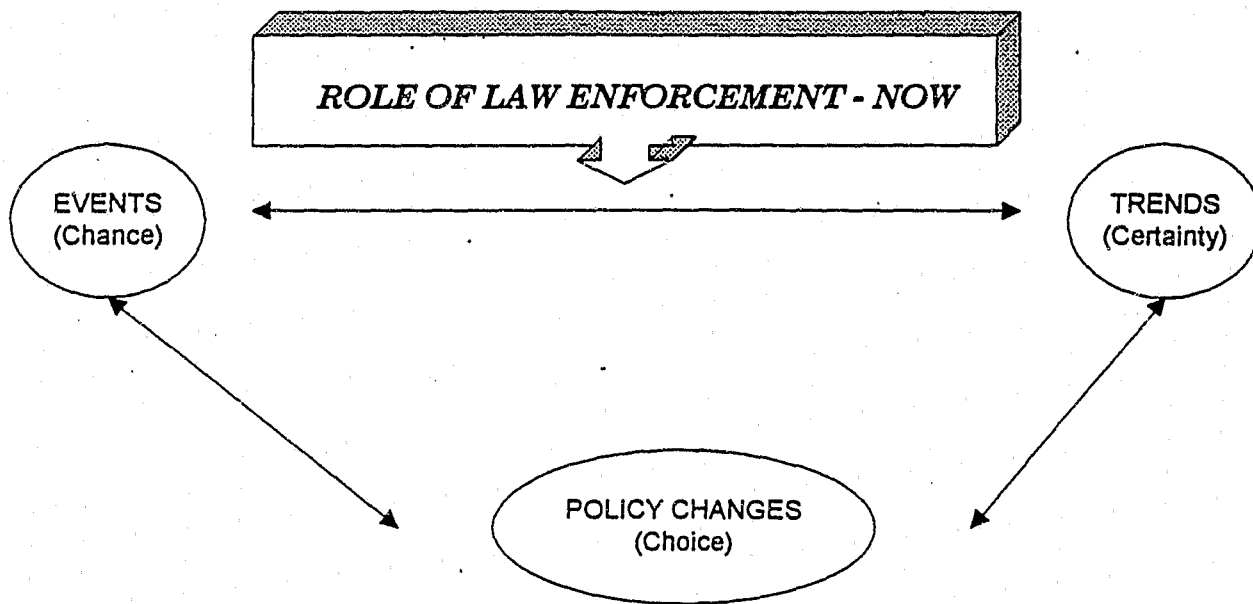 ROLE OF LAW ENFORCEMENT - NOW
EVENTS
(Chance)
TRENDS
(Certainty)
POLICY CHANGES
(Choice)